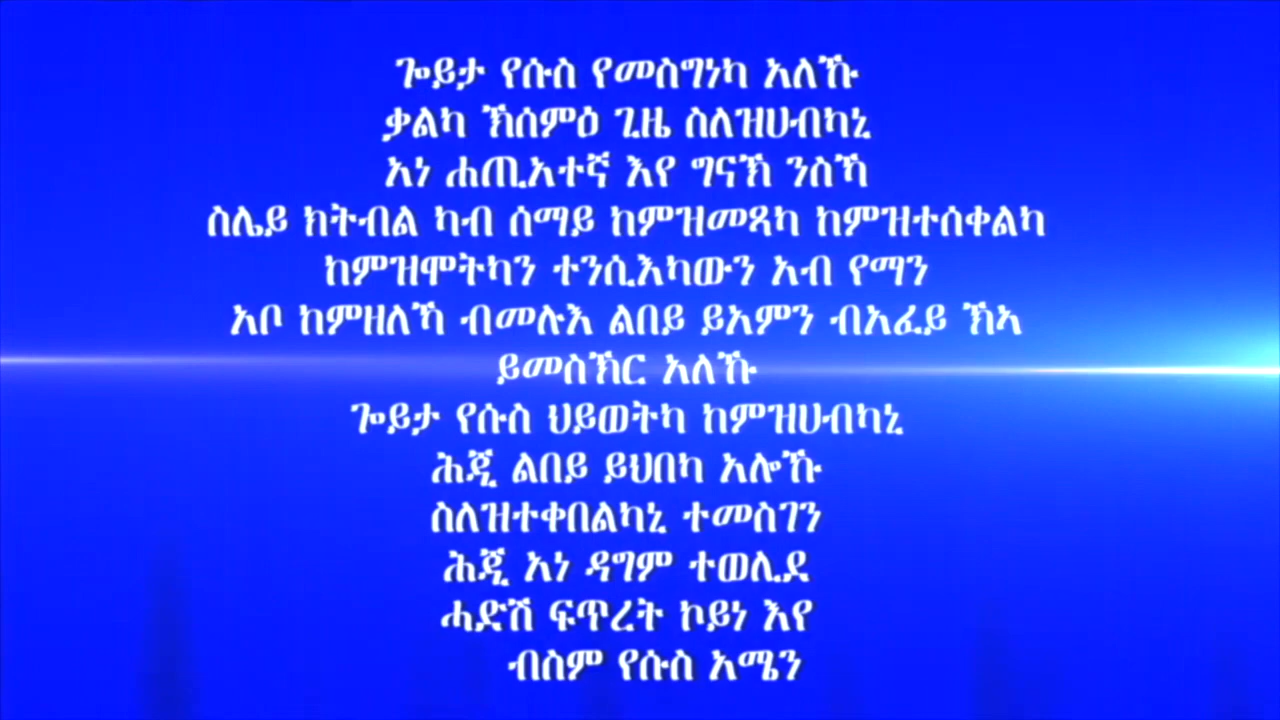 ጐይታ የሱስ የመስግነካ አለኹ
ቃልካ ኽሰምዕ ጊዜ ስለዝሀብካኒ
አነ ሐጢአተኛ እየ ግናኽ ንስኻ
ስሌይ ክትብል ካብ ሰማይ ከምዝመጻካ ከምዝተሰቀልካ
ከምዝሞትካን ተንሲእካውን አብ የማን
አቦ ከምዘለኻ ብመሉእ ልበይ ይአምን ብአፈይ ኽኣ
ይመስኽር አለኹ
ጐይታ የሱስ ህይወትካ ከምዝሀብካኒ
ሕጂ ልበይ ይህበካ አሎኹ
ስለዝተቀበልካኒ ተመስገን
ሕጂ አነ ዳግም ተወሊደ
ሓድሽ ፍጥረት ኮይነ እየ
ብስም የሱስ አሜን